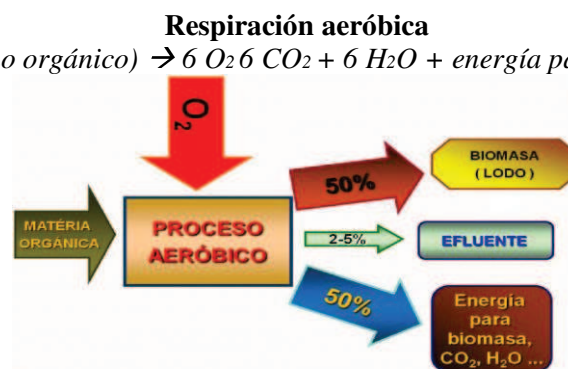 Respiración aeróbica
o orgánico) → 6 O2 6 CO2 + 6 H2O + energía pa
O2
50%
BIOMASA
( LODO )
MATÉRIA
ORGÁNICA
PROCESO
AERÓBICO
2-5%
EFLUENTE
50%
Energía
para
biomasa,
CO2, H2O ...